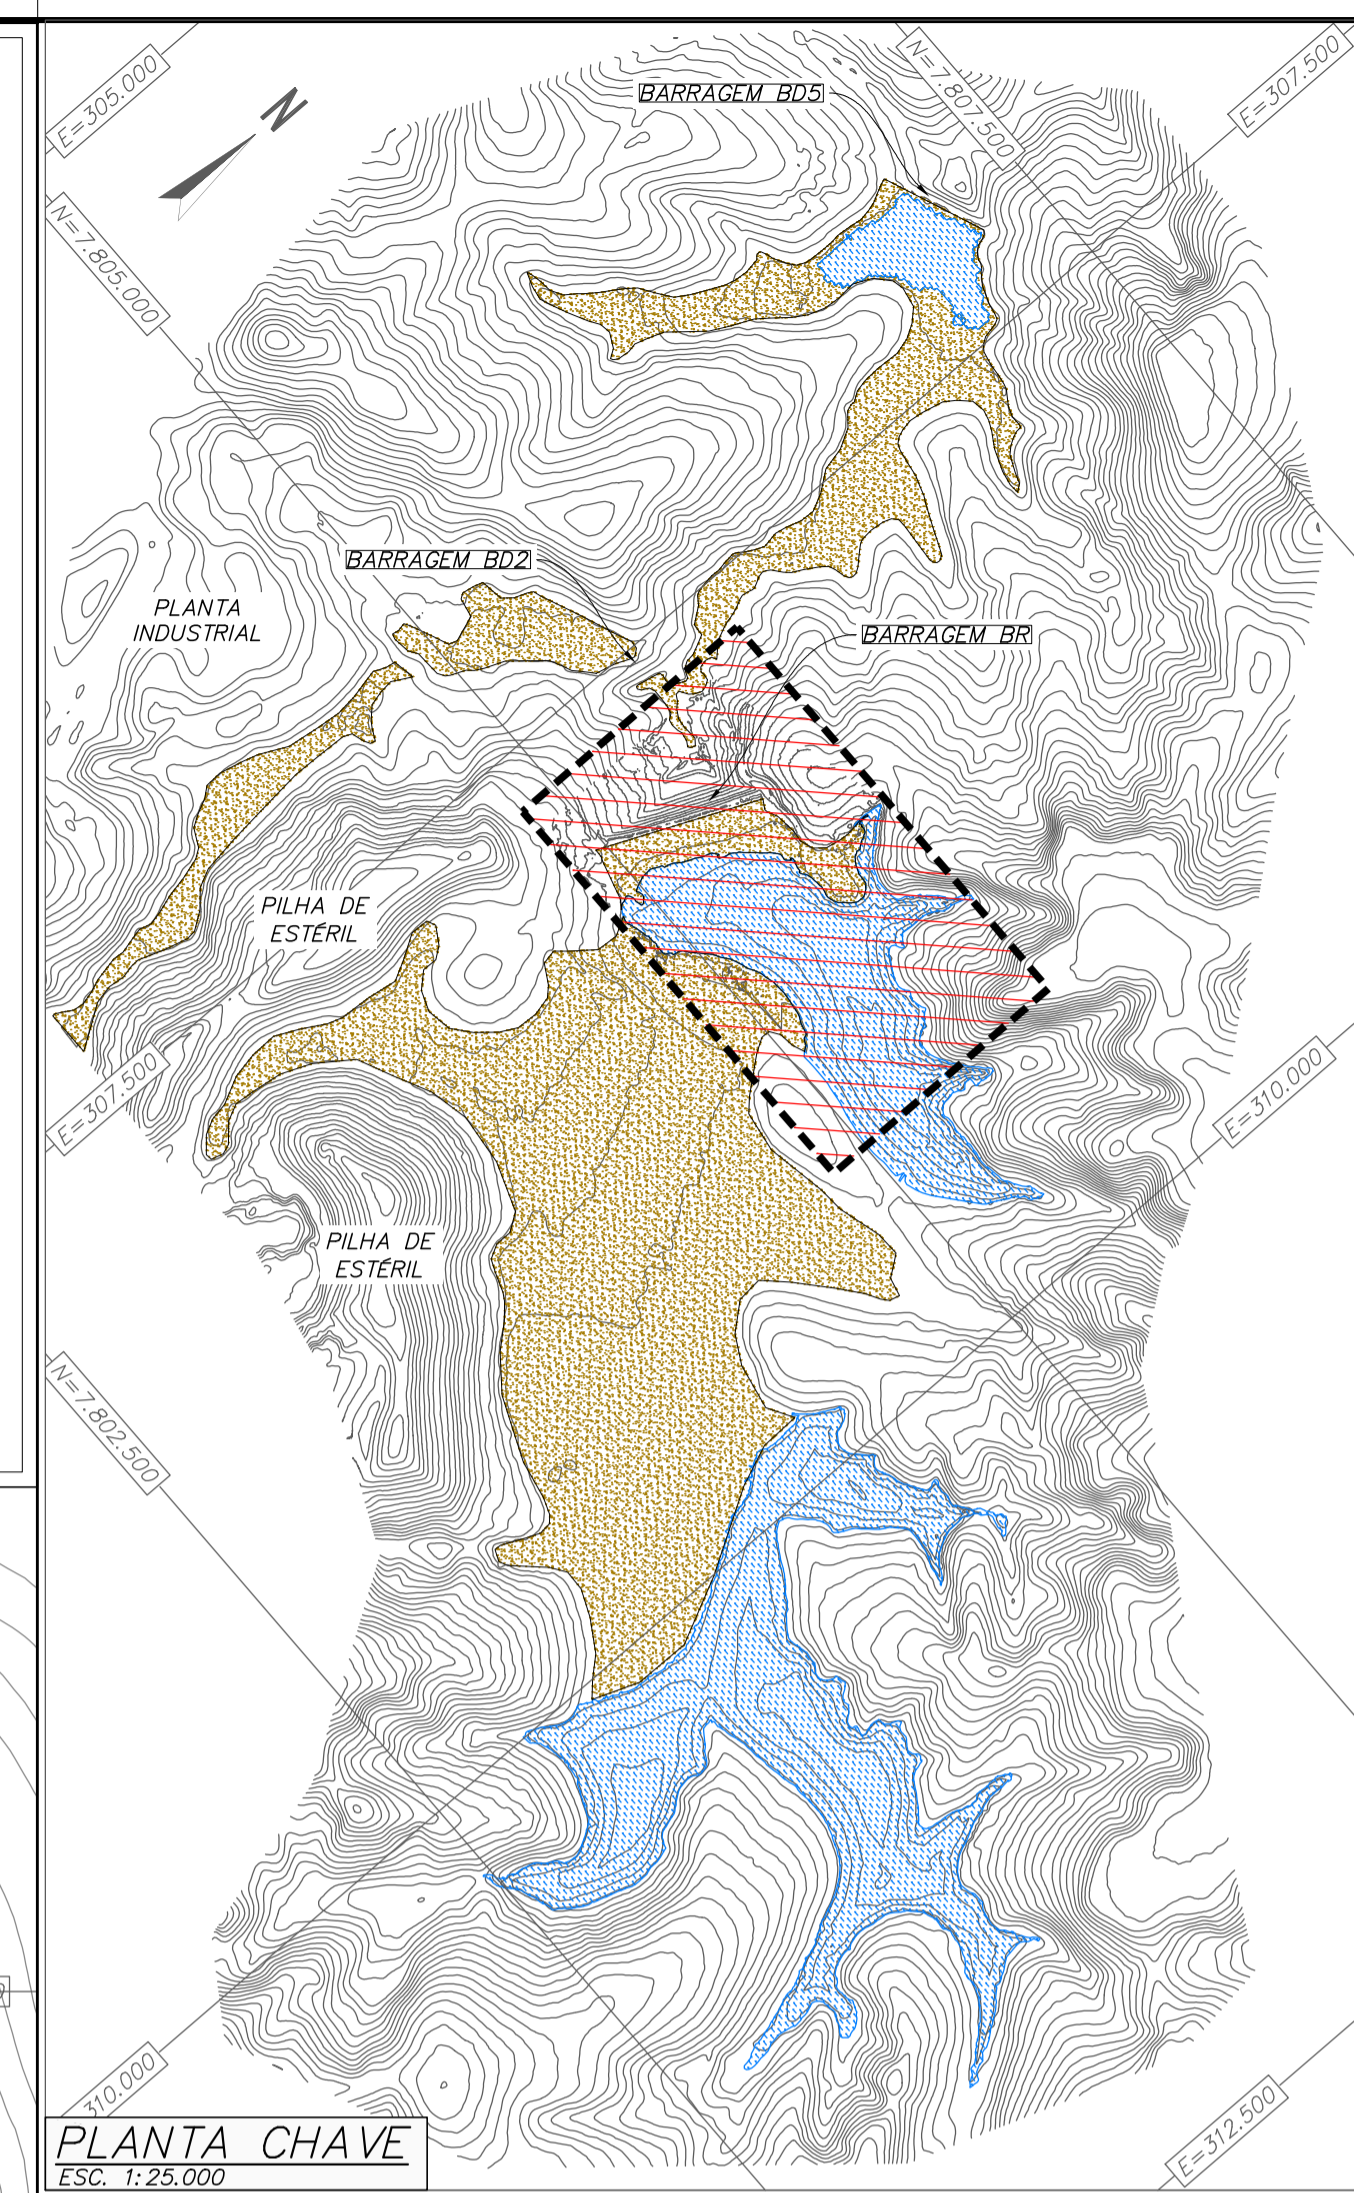 E=305.000
N
BARRAGEM BD5
N=7.807.500
E=307.500
N=7.805.000
BARRAGEM BD2
PLANTA
INDUSTRIAL
BARRAGEM BR
PILHA DE
ESTÉRIL
E=307.500
E=310.000
PILHA DE
ESTÉRIL
N=7.802.500
310.000
E=312.500
PLANTA CHAVE
ESC. 1:25.000